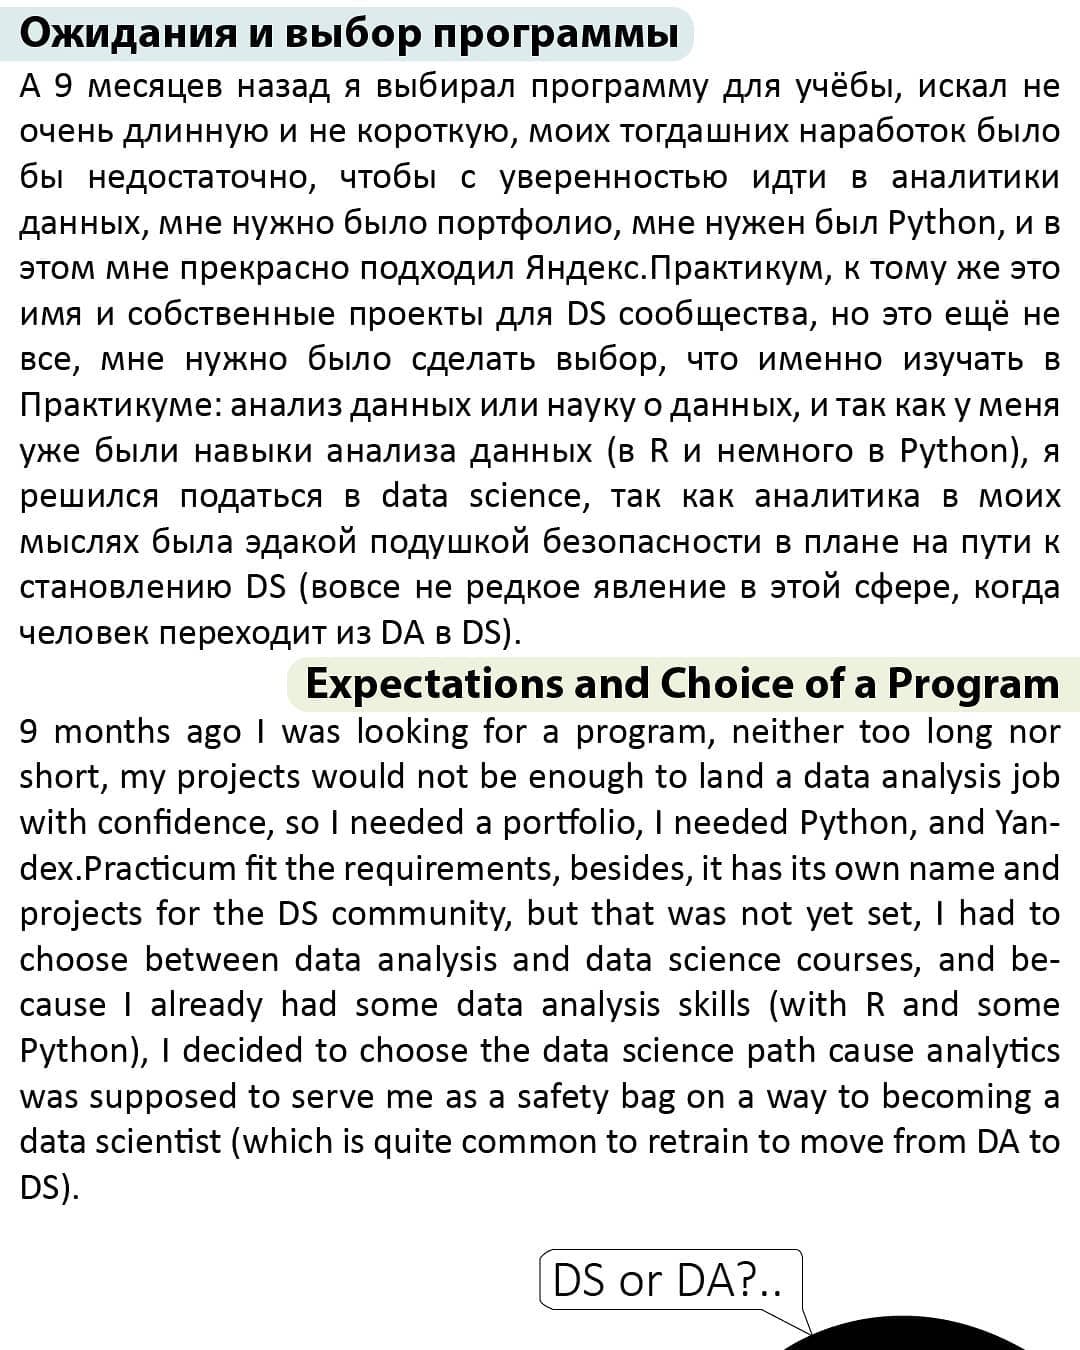 Ожидания и выбор программы
А 9 месяцев назад я выбирал программу для учёбы, искал не
очень длинную и не короткую, моих тогдашних наработок было
бы недостаточно, чтобы с уверенностью идти в аналитики
данных, мне нужно было портфолио, мне нужен был Python, и в
этом мне прекрасно подходил Яндекс.Практикум, к тому же это
имя и собственные проекты для DS сообщества, но это ещё не
все, мне нужно было сделать выбор, что именно изучать в
Практикуме: анализ данных или науку о данных, и так как у меня
уже были навыки анализа данных (в R и немного в Python), я
решился податься в data science, так как аналитика в моих
мыслях была эдакой подушкой безопасности в плане на пути к
становлению DS (вовсе не редкое явление в этой сфере, когда
человек переходит из DA в DS).
Expectations and Choice of a Program
9 months ago I was looking for a program, neither too long nor
short, my projects would not be enough to land a data analysis job
with confidence, so I needed a portfolio, I needed Python, and Yan-
dex.Practicum fit the requirements, besides, it has its own name and
projects for the DS community, but that was not yet set, I had to
choose between data analysis and data science courses, and be-
cause I already had some data analysis skills (with R and some
Python), I decided to choose the data science path cause analytics
was supposed to serve me as a safety bag on a way to becoming a
data scientist (which is quite common to retrain to move from DA to
DS).
DS or DA?..